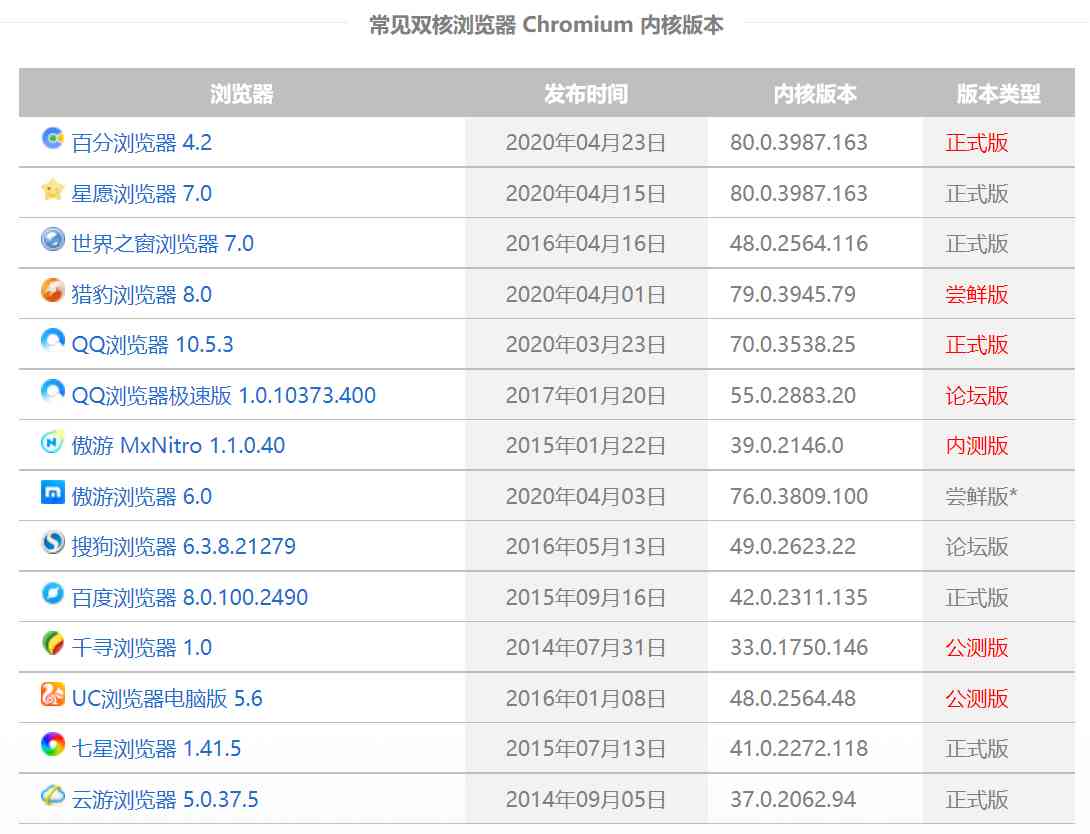 常见双核浏览器 Chromium 内核版本
浏览器 发布时间 内核版本 版本类型
百分浏览器 4.2 2020年04月23日 80.0.3987.163 正式版
星愿浏览器 7.0 2020年04月15日 80.0.3987.163 正式版
世界之窗浏览器 7.0 2016年04月16日 48.0.2564.116 正式版
猎豹浏览器 8.0 2020年04月01日 79.0.3945.79 尝鲜版
QQ浏览器 10.5.3 2020年03月23日 70.0.3538.25 正式版
QQ浏览器极速版 1.0.10373.400 2017年01月20日 55.0.2883.20 论坛版
傲游 MxNitro 1.1.0.40 2015年01月22日 39.0.2146.0 内测版
傲游浏览器 6.0 2020年04月03日 76.0.3809.100 尝鲜版*
搜狗浏览器 6.3.8.21279 2016年05月13日 49.0.2623.22 论坛版
百度浏览器 8.0.100.2490 2015年09月16日 42.0.2311.135 正式版
千寻浏览器 1.0 2014年07月31日 33.0.1750.146 公测版
UC浏览器电脑版 5.6 2016年01月08日 48.0.2564.48 公测版
七星浏览器 1.41.5 2015年07月13日 41.0.2272.118 正式版
云游浏览器 5.0.37.5 2014年09月05日 37.0.2062.94 正式版